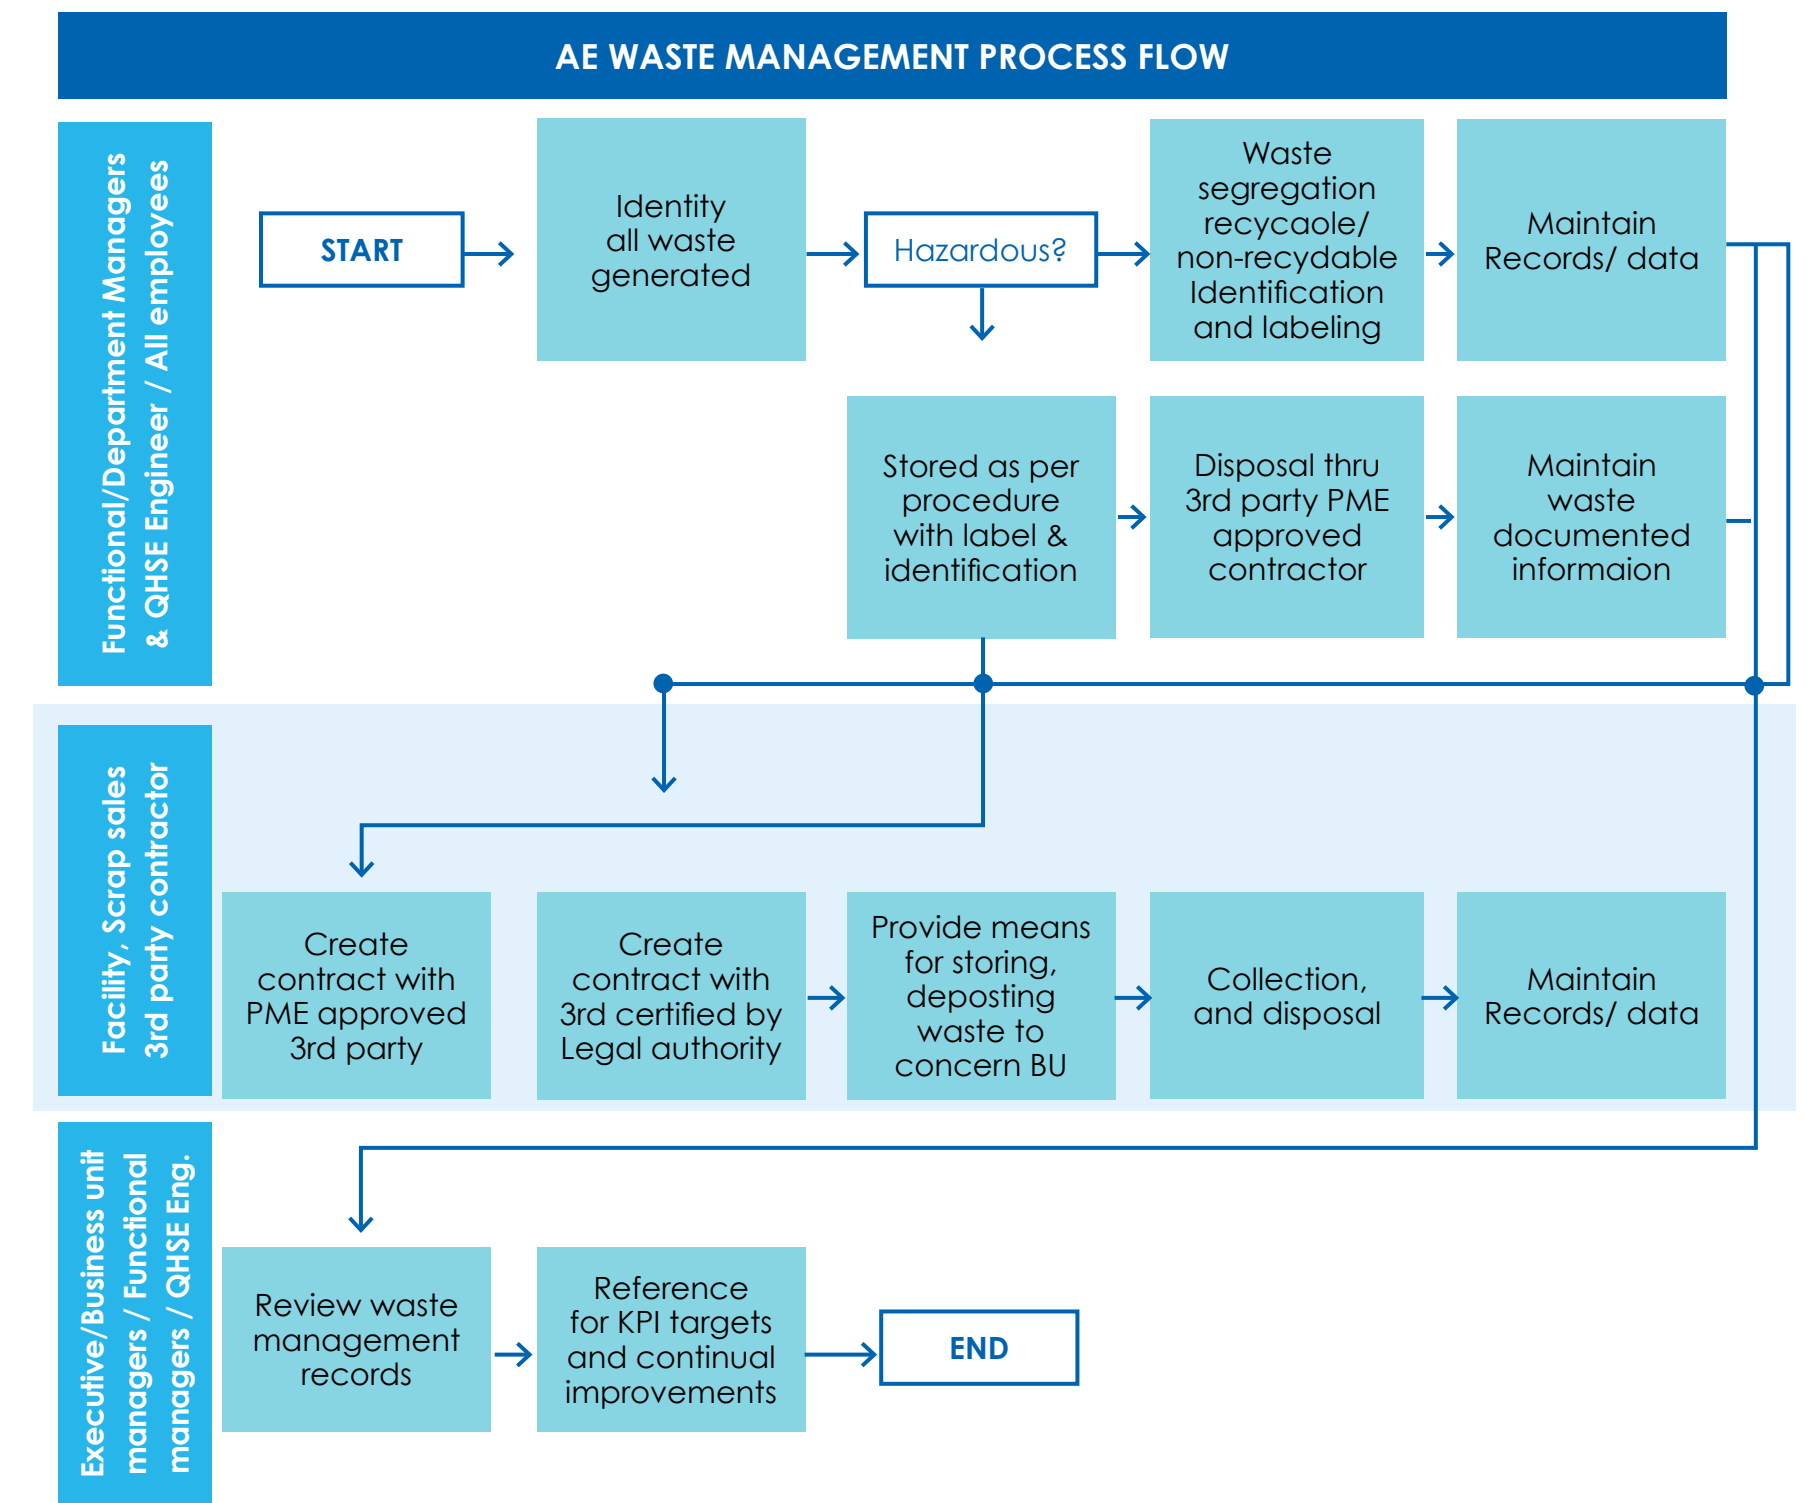 AE WASTE MANAGEMENT PROCESS FLOW
Functional/Department Managers
& QHSE Engineer / All employees
START
Identity
all waste
generated
Hazardous?
Waste
segregation
recycaole/
non-recydable
Identification
and labeling
Maintain
Records/ data
Stored as per
procedure
with label &
identification
Disposal thru
3rd party PME
approved
contractor
Maintain
waste
documented
informaion
Facility, Scrap sales
3rd party contractor
Create
contract with
PME approved
3rd party
Create
contract with
3rd certified by
Legal authority
Provide means
for storing,
deposting
waste to
concern BU
Collection,
and disposal
Maintain
Records/ data
Executive/Business unit
managers / Functional
managers / QHSE Eng.
Review waste
management
records
Reference
for KPI targets
and continual
improvements
END